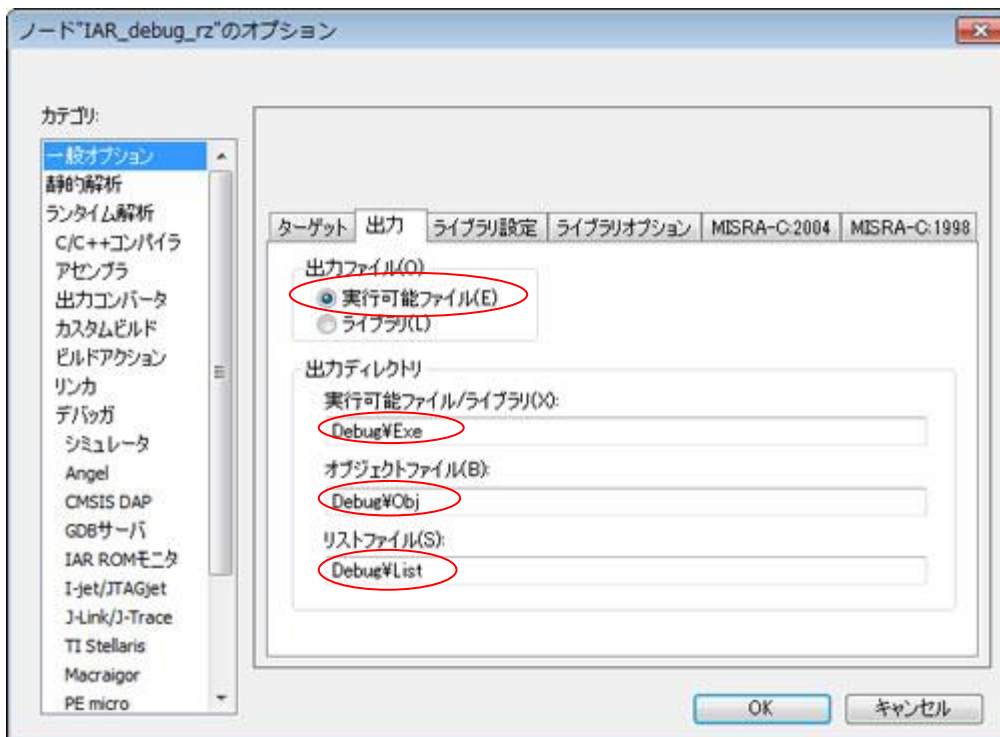 ノード"IAR_debug_rz"のオプション
カテゴリ:
一般オプション
静的解析
ランタイム解析
C/C++コンパイラ
アセンブラ
出力コンバータ
カスタムビルド
ビルドアクション
リンカ
デバッガ
シミュレータ
Angel
CMSIS DAP
GDBサーバ
IAR ROMモニタ
I-jet/JTAGjet
J-Link/J-Trace
TI Stellaris
Macraigor
PE micro
ターゲット 出力 ライブラリ設定 ライブラリオプション MISRA-C:2004 MISRA-C:1998
出力ファイル(O)
実行可能ファイル(E)
ライブラリ(L)
出力ディレクトリ
実行可能ファイル/ライブラリ(X):
Debug¥Exe
オブジェクトファイル(B):
Debug¥Obj
リストファイル(S):
Debug¥List
OK キャンセル